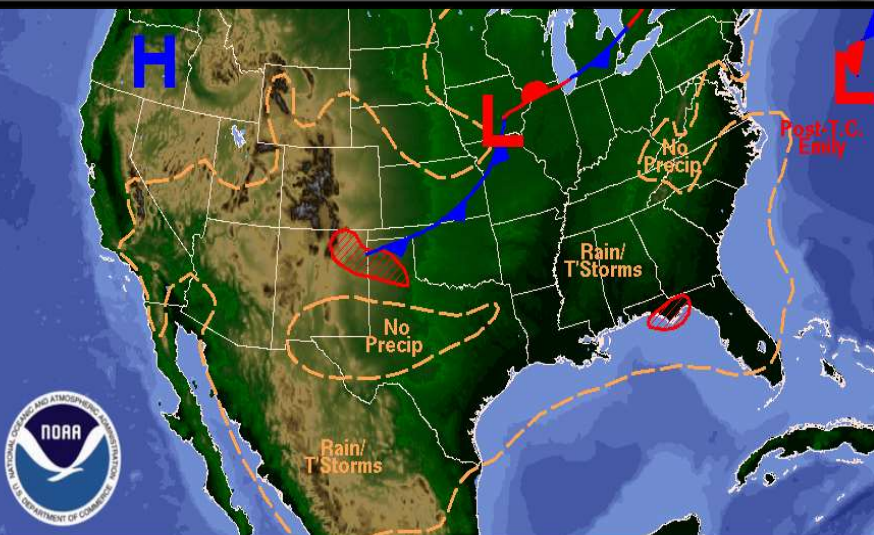 H
L
L
Post-T.C.
Emily
No
Precip
Rain/
T'Storms
No
Precip
Rain/
T'Storms
NATIONAL OCEANIC AND ATMOSPHERIC ADMINISTRATION
NOAA
U.S. DEPARTMENT OF COMMERCE